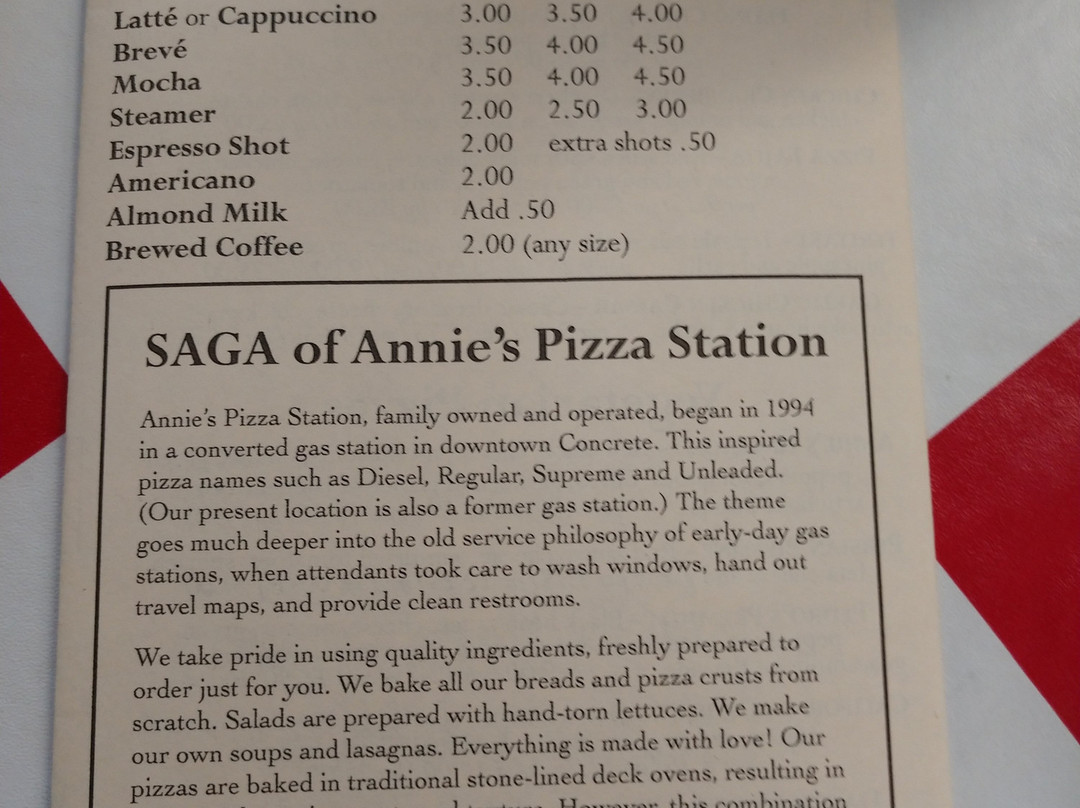 Latté or Cappuccino 3.00 3.50 4.00
Brevé 3.50 4.00 4.50
Mocha 3.50 4.00 4.50
Steamer 2.00 2.50 3.00
Espresso Shot 2.00 extra shots .50
Americano 2.00
Almond Milk Add .50
Brewed Coffee 2.00 (any size)
SAGA of Annie's Pizza Station
Annie's Pizza Station, family owned and operated, began in 1994
in a converted gas station in downtown Concrete. This inspired
pizza names such as Diesel, Regular, Supreme and Unleaded.
(Our present location is also a former gas station.) The theme
goes much deeper into the old service philosophy of early-day gas
stations, when attendants took care to wash windows, hand out
travel maps, and provide clean restrooms.
We take pride in using quality ingredients, freshly prepared to
order just for you. We bake all our breads and pizza crusts from
scratch. Salads are prepared with hand-torn lettuces. We make
our own soups and lasagnas. Everything is made with love! Our
pizzas are baked in traditional stone-lined deck ovens, resulting in
However, this combination